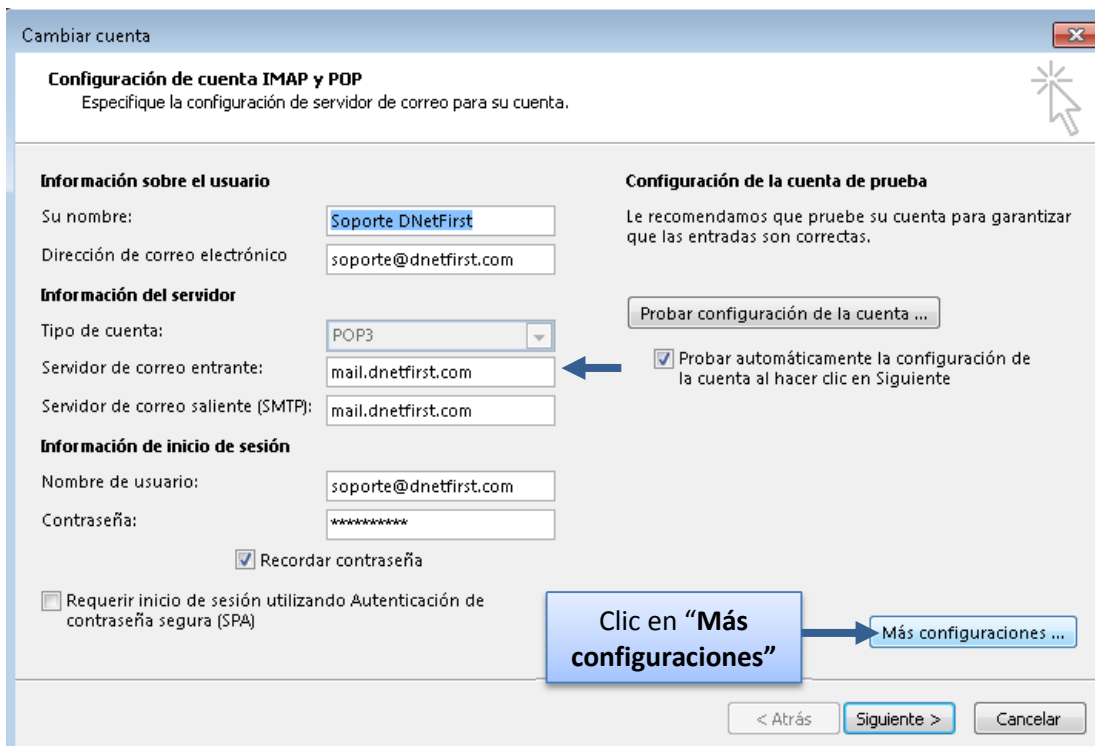 Cambiar cuenta
Configuración de cuenta IMAP y POP
Especifique la configuración de servidor de correo para su cuenta.
Información sobre el usuario
Su nombre:
Soporte DNetFirst
Dirección de correo electrónico
soporte@dnetfirst.com
Información del servidor
Tipo de cuenta:
POP3
Servidor de correo entrante:
mail.dnetfirst.com
Servidor de correo saliente (SMTP):
mail.dnetfirst.com
Información de inicio de sesión
Nombre de usuario:
soporte@dnetfirst.com
Contraseña:
**********
Recordar contraseña
Requerir inicio de sesión utilizando Autenticación de
contraseña segura (SPA)
Configuración de la cuenta de prueba
Le recomendamos que pruebe su cuenta para garantizar
que las entradas son correctas.
Probar configuración de la cuenta ...
Probar automáticamente la configuración de
la cuenta al hacer clic en Siguiente
Clic en “Más
configuraciones”
Más configuraciones ...
< Atrás
Siguiente >
Cancelar